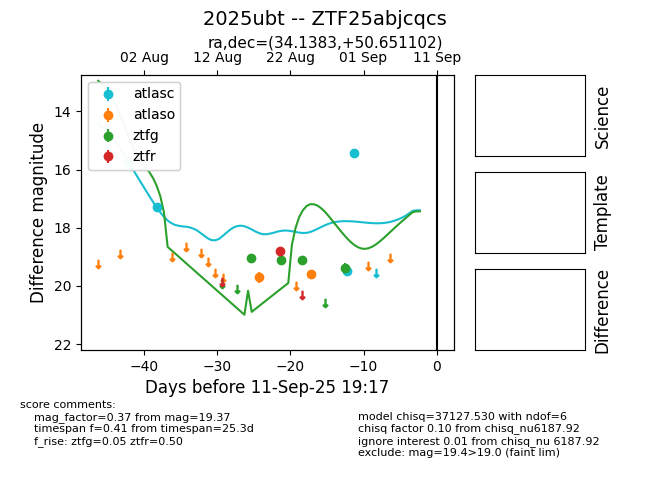 2025ubt -- ZTF25abjcqcs
ra,dec=(34.1383,+50.651102)
02 Aug 12 Aug 22 Aug 01 Sep 11 Sep
atlasc
atlaso
ztfg
ztfr
14
16
18
20
22
Difference magnitude
−40 −30 −20 −10 0
Days before 11-Sep-25 19:17
Science
Template
Difference
score comments:
mag_factor=0.37 from mag=19.37
timespan f=0.41 from timespan=25.3d
f_rise: ztfg=0.05 ztfr=0.50
model chisq=37127.530 with ndof=6
chisq factor 0.10 from chisq_nu6187.92
ignore interest 0.01 from chisq_nu 6187.92
exclude: mag=19.4>19.0 (faint lim)